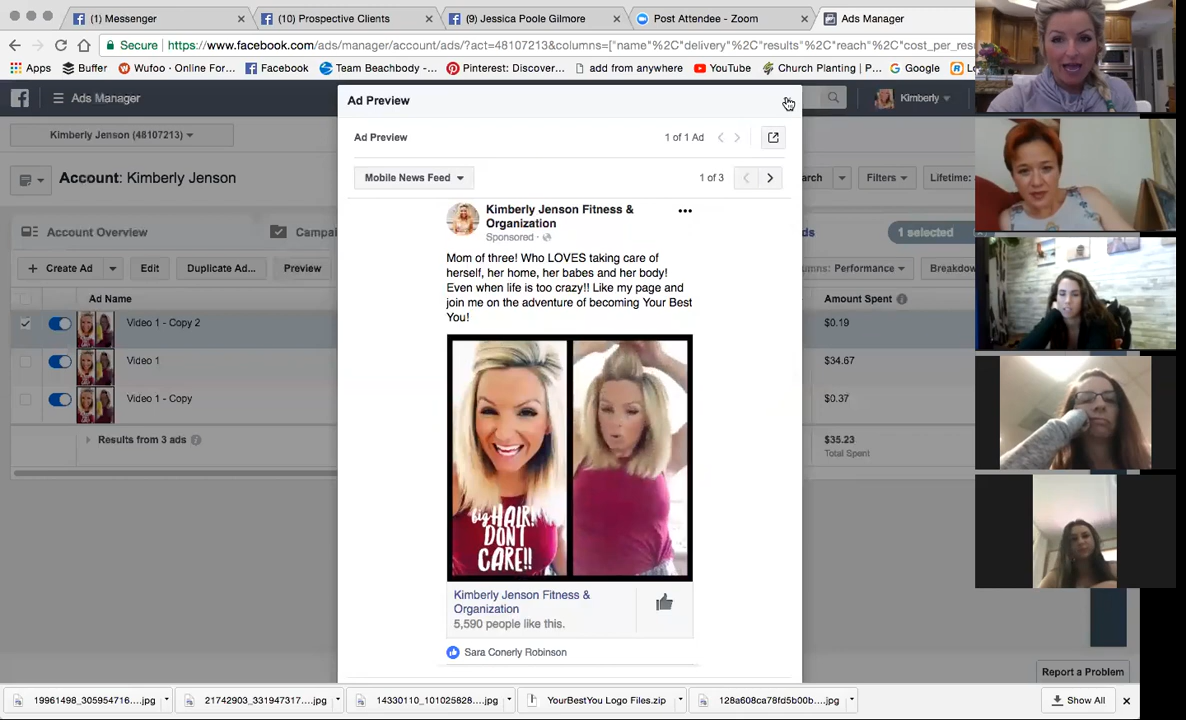 (1) Messenger
(10) Prospective Clients
(9) Jessica Poole Gilmore
Post Attendee - Zoom
Ads Manager
Secure
https://www.facebook.com/ads/manager/account/ads/?act=48107213&columns=["name"%2C"delivery"%2C"results"%2C"reach"%2C"cost_per_res
Apps
Buffer
Wufoo - Online For...
Facebook
Team Beachbody -...
Pinterest: Discover...
add from anywhere
YouTube
Church Planting | P...
Google
Ads Manager
Ad Preview
Kimberly
Kimberly Jenson (48107213)
Ad Preview
1 of 1 Ad
Account: Kimberly Jenson
Mobile News Feed
1 of 3
Filters
Lifetime:
Account Overview
Campai
1 selected
Create Ad
Edit
Duplicate Ad...
Preview
Performance
Breakdow
Ad Name
Amount Spent
Video 1 - Copy 2
$0.19
Video 1
$34.67
Video 1 - Copy
$0.37
Results from 3 ads
$35.23
Total Spent
Kimberly Jenson Fitness &
Organization
Sponsored ·
Mom of three! Who LOVES taking care of
herself, her home, her babes and her body!
Even when life is too crazy!! Like my page and
join me on the adventure of becoming Your Best
You!
big HAIR!
DON'T
CARE!!
Kimberly Jenson Fitness &
Organization
5,590 people like this.
Sara Conerly Robinson
Report a Problem
19961498_305954716....jpg
21742903_331947317....jpg
14330110_101025828....jpg
YourBestYou Logo Files.zip
128a608ca78fd5b00b....jpg
Show All